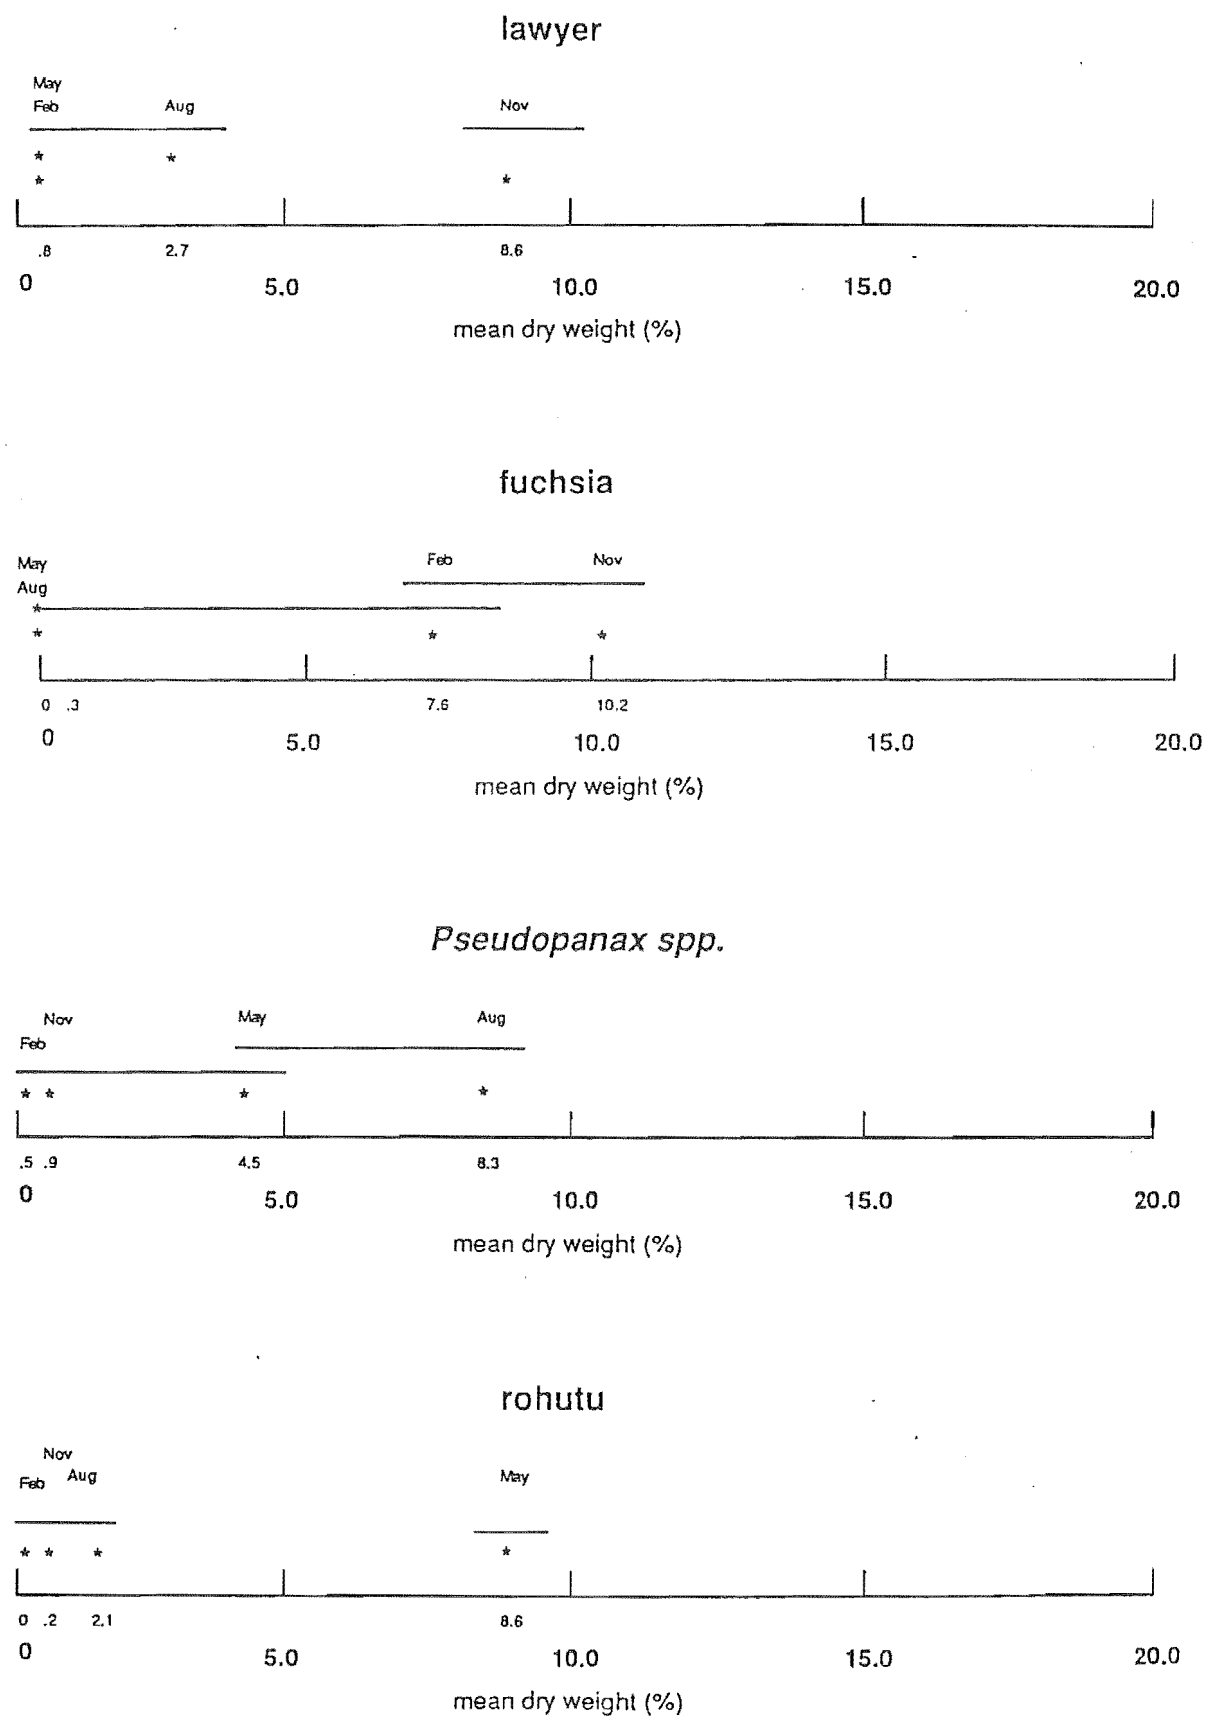 lawyer
May
Feb Aug Nov
* *
* *
.8 2.7 8.6
0 5.0 10.0 15.0 20.0
mean dry weight (%)
fuchsia
May Feb Nov
Aug
*
* * *
0 .3 7.6 10.2
0 5.0 10.0 15.0 20.0
mean dry weight (%)
Pseudopanax spp.
Nov May Aug
Feb
* * * *
.5 .9 4.5 8.3
0 5.0 10.0 15.0 20.0
mean dry weight (%)
rohutu
Nov
Feb Aug May
* * * *
0 .2 2.1 8.6
0 5.0 10.0 15.0 20.0
mean dry weight (%)